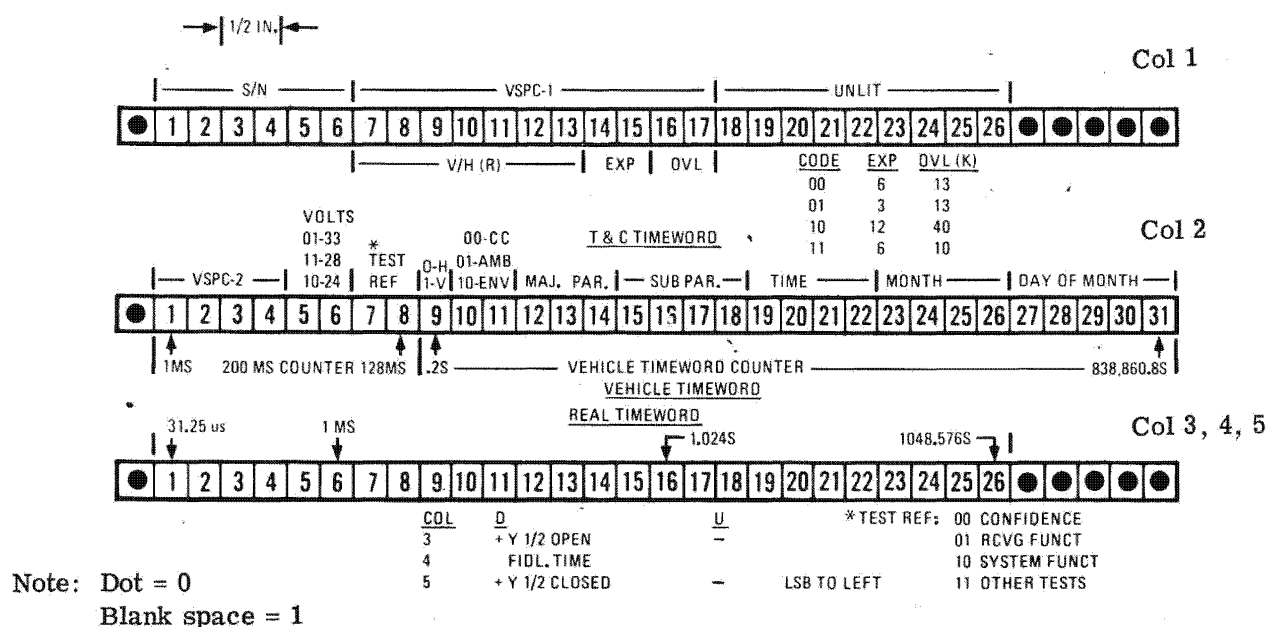 1/2 IN.
Col 1
S/N VSPC-1 UNLIT
1 2 3 4 5 6 7 8 9 10 11 12 13 14 15 16 17 18 19 20 21 22 23 24 25 26
V/H (R) EXP OVL
CODE EXP OVL (K)
00 6 13
01 3 13
10 12 40
11 6 10
Col 2
VOLTS
01-33
11-28
10-24
* TEST REF
0-H
1-V
00-CC
01-AMB
10-ENV
T & C TIMEWORD
VSPC-2 MAJ. PAR. SUB PAR. TIME MONTH DAY OF MONTH
1 2 3 4 5 6 7 8 9 10 11 12 13 14 15 16 17 18 19 20 21 22 23 24 25 26 27 28 29 30 31
1MS 200 MS COUNTER 128MS .2S VEHICLE TIMEWORD COUNTER 838,860.8S
VEHICLE TIMEWORD
REAL TIMEWORD
Col 3, 4, 5
31.25 us 1 MS 1.024S 1048.576S
1 2 3 4 5 6 7 8 9 10 11 12 13 14 15 16 17 18 19 20 21 22 23 24 25 26
COL D U
3 + Y 1/2 OPEN –
4 FIDL. TIME
5 + Y 1/2 CLOSED – LSB TO LEFT
* TEST REF: 00 CONFIDENCE
01 RCVG FUNCT
10 SYSTEM FUNCT
11 OTHER TESTS
Note: Dot = 0
Blank space = 1